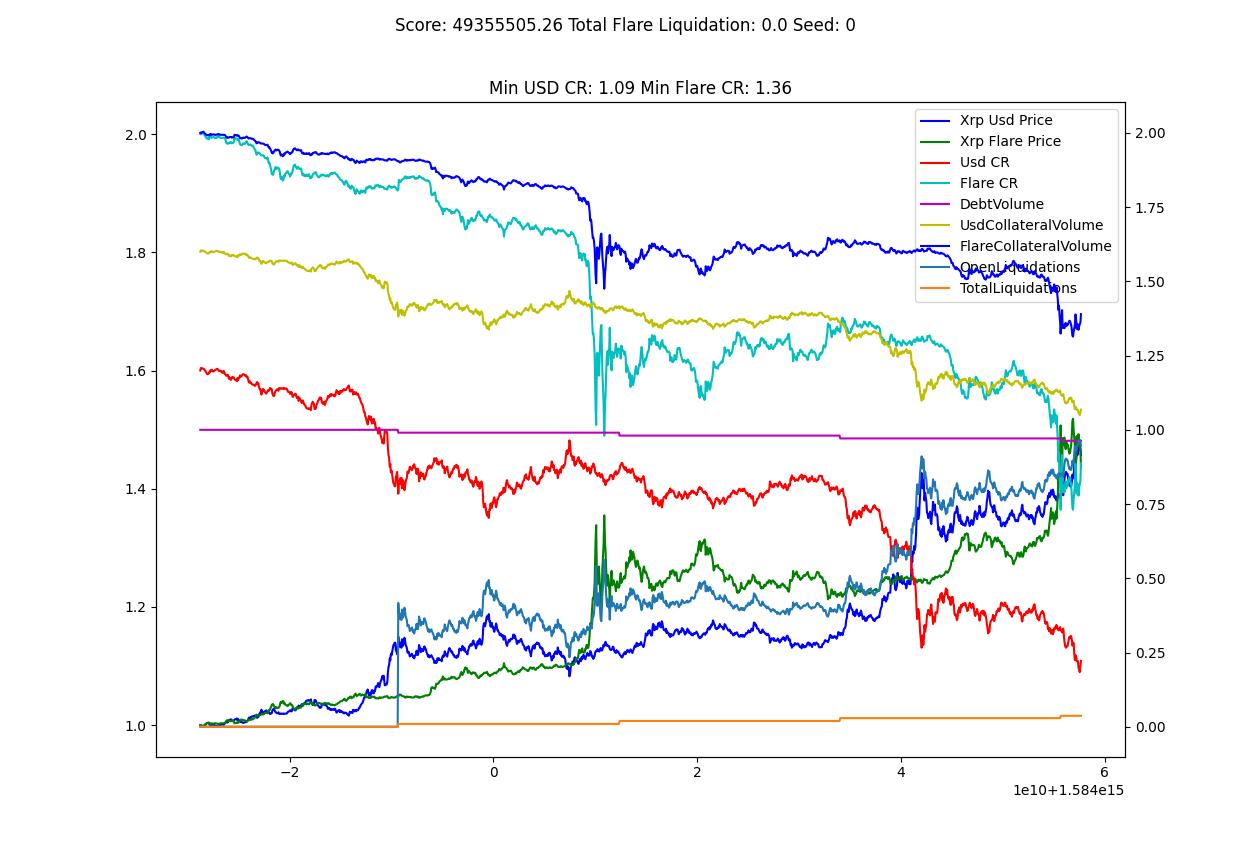 Score: 49355505.26 Total Flare Liquidation: 0.0 Seed: 0
Min USD CR: 1.09 Min Flare CR: 1.36
Xrp Usd Price
Xrp Flare Price
Usd CR
Flare CR
DebtVolume
UsdCollateralVolume
FlareCollateralVolume
OpenLiquidations
TotalLiquidations
2.0
1.8
1.6
1.4
1.2
1.0
2.00
1.75
1.50
1.25
1.00
0.75
0.50
0.25
0.00
−2
0
2
4
6
1e10+1.584e15